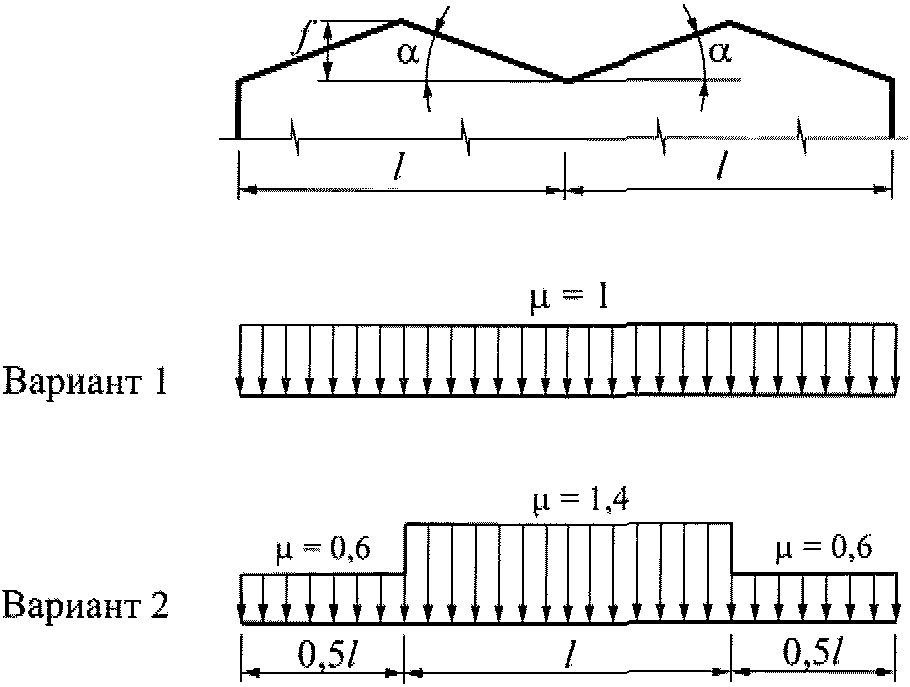 f
α
α
l
l
μ = 1
Вариант 1
μ = 1,4
μ = 0,6
μ = 0,6
Вариант 2
0,5l
l
0,5l